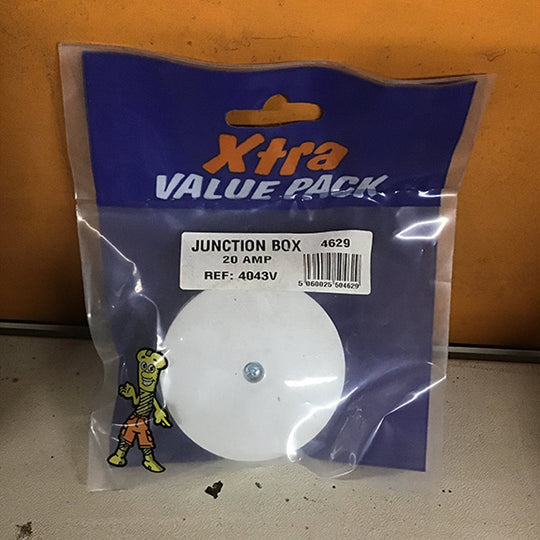 Xtra
VALUE PACK
JUNCTION BOX 4629
20 AMP
REF: 4043V
5 060025 504629